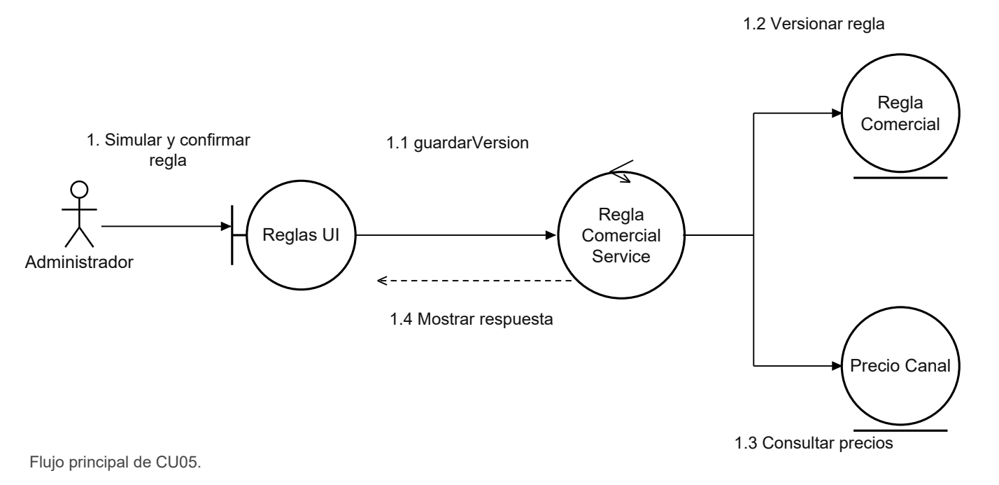 1.2 Versionar regla
Regla
Comercial
1. Simular y confirmar
regla
1.1 guardarVersion
Administrador
Reglas UI
Regla
Comercial
Service
1.4 Mostrar respuesta
Precio Canal
1.3 Consultar precios
Flujo principal de CU05.